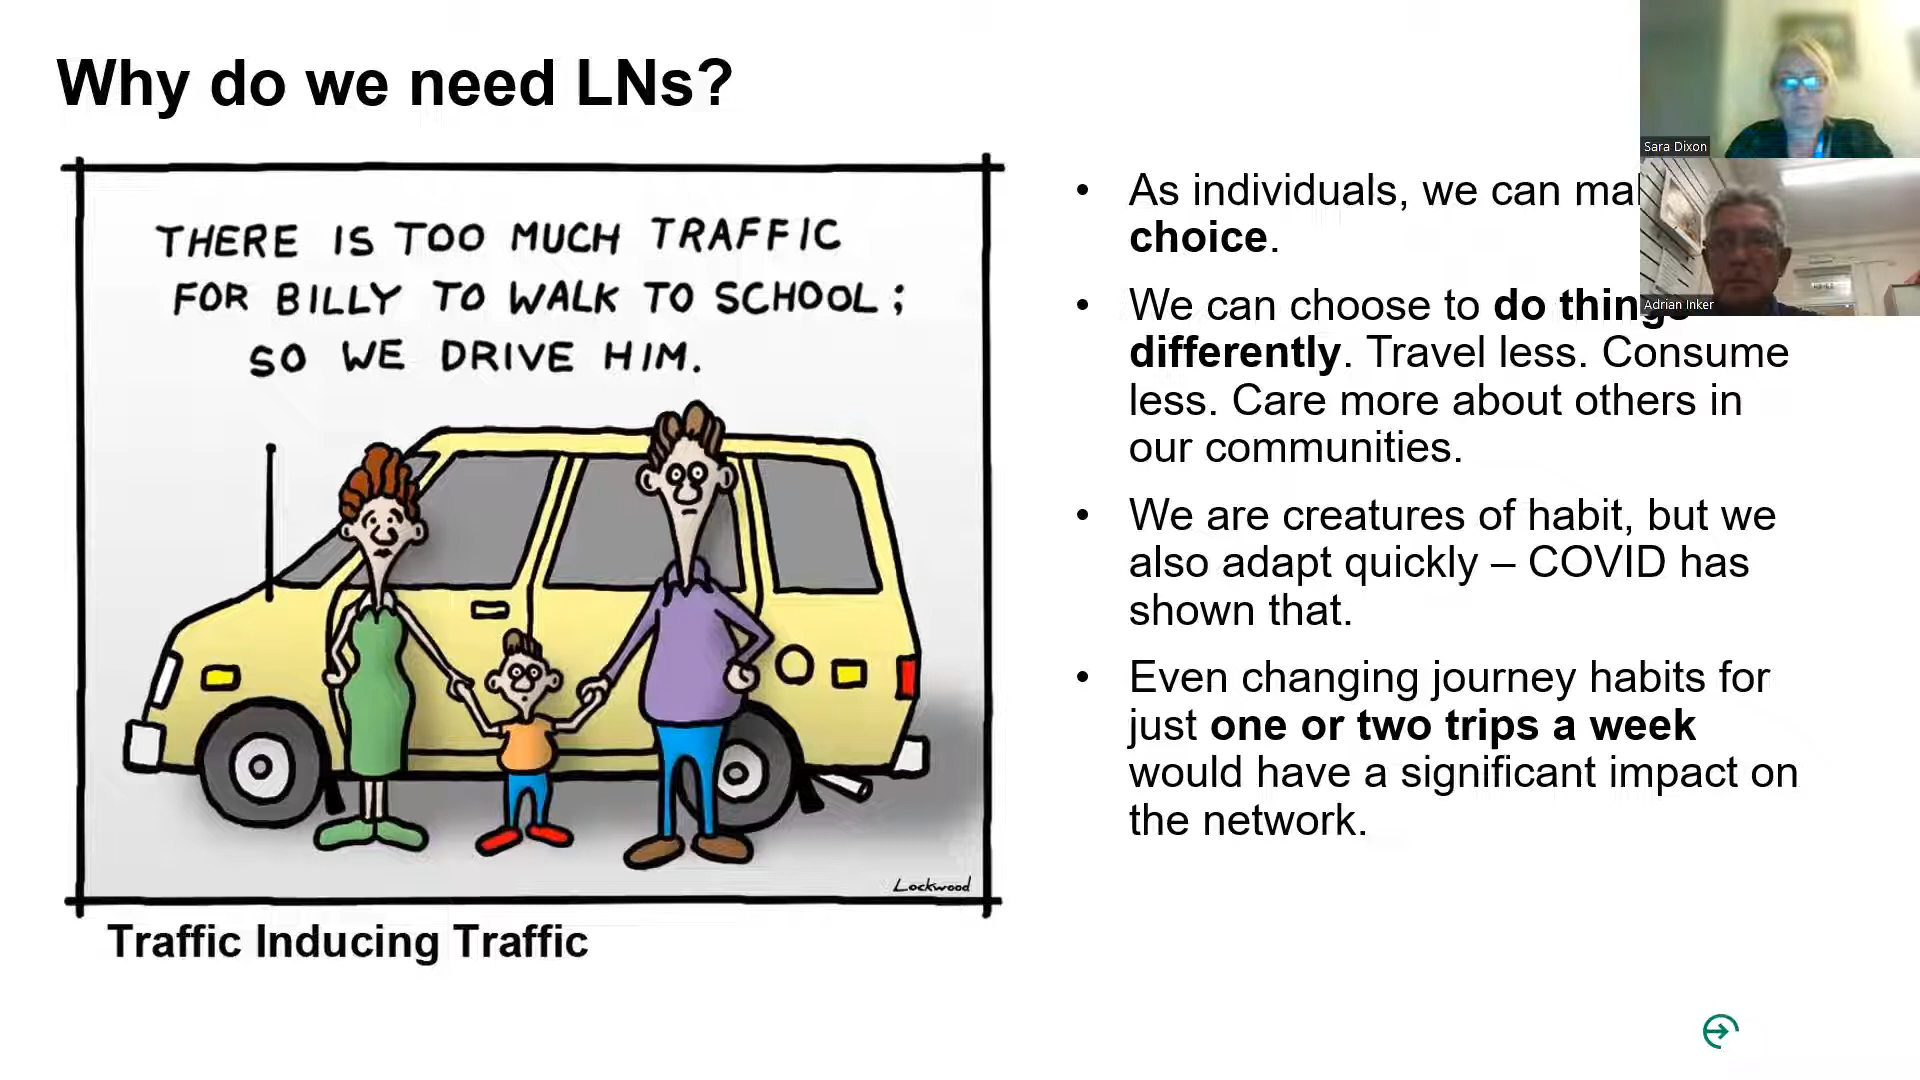 Why do we need LNs?
THERE IS TOO MUCH TRAFFIC
FOR BILLY TO WALK TO SCHOOL;
SO WE DRIVE HIM.
Lockwood
Traffic Inducing Traffic
• As individuals, we can
choice.
• We can choose to do things
differently. Travel less. Consume
less. Care more about others in
our communities.
• We are creatures of habit, but we
also adapt quickly – COVID has
shown that.
• Even changing journey habits for
just one or two trips a week
would have a significant impact on
the network.
Sara Dixon
Adrian Inker